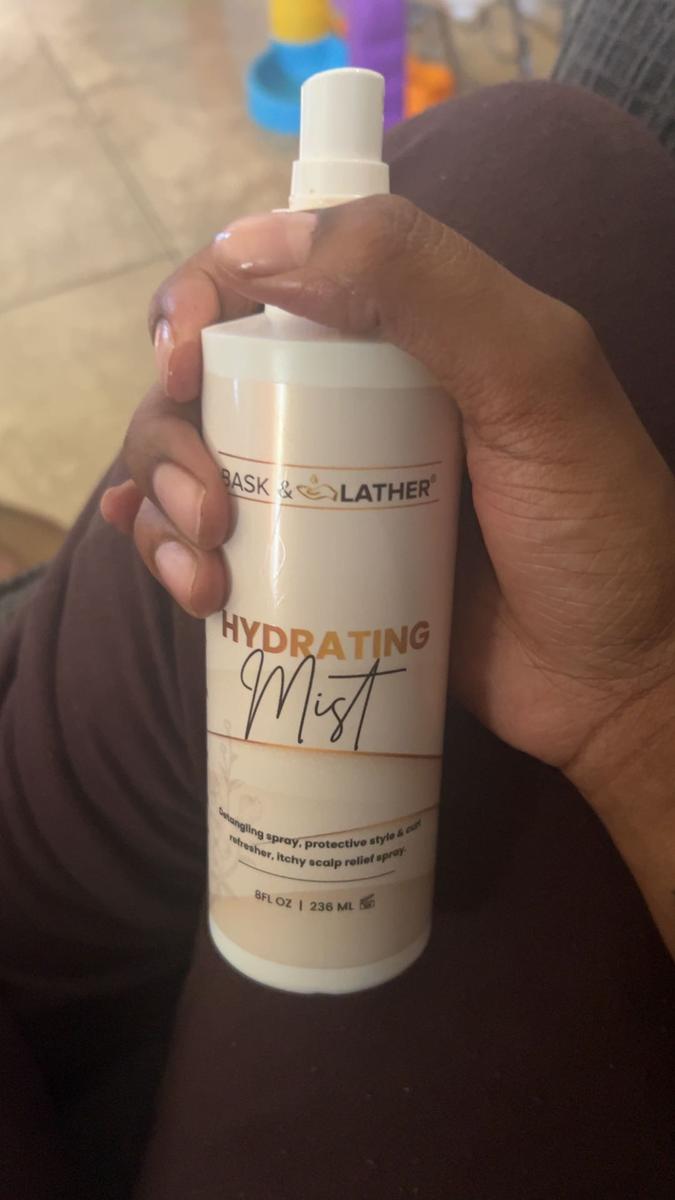 BASK & LATHER®
HYDRATING
Mist
Detangling spray, protective style & curl
refresher, itchy scalp relief spray.
8FL OZ | 236 ML